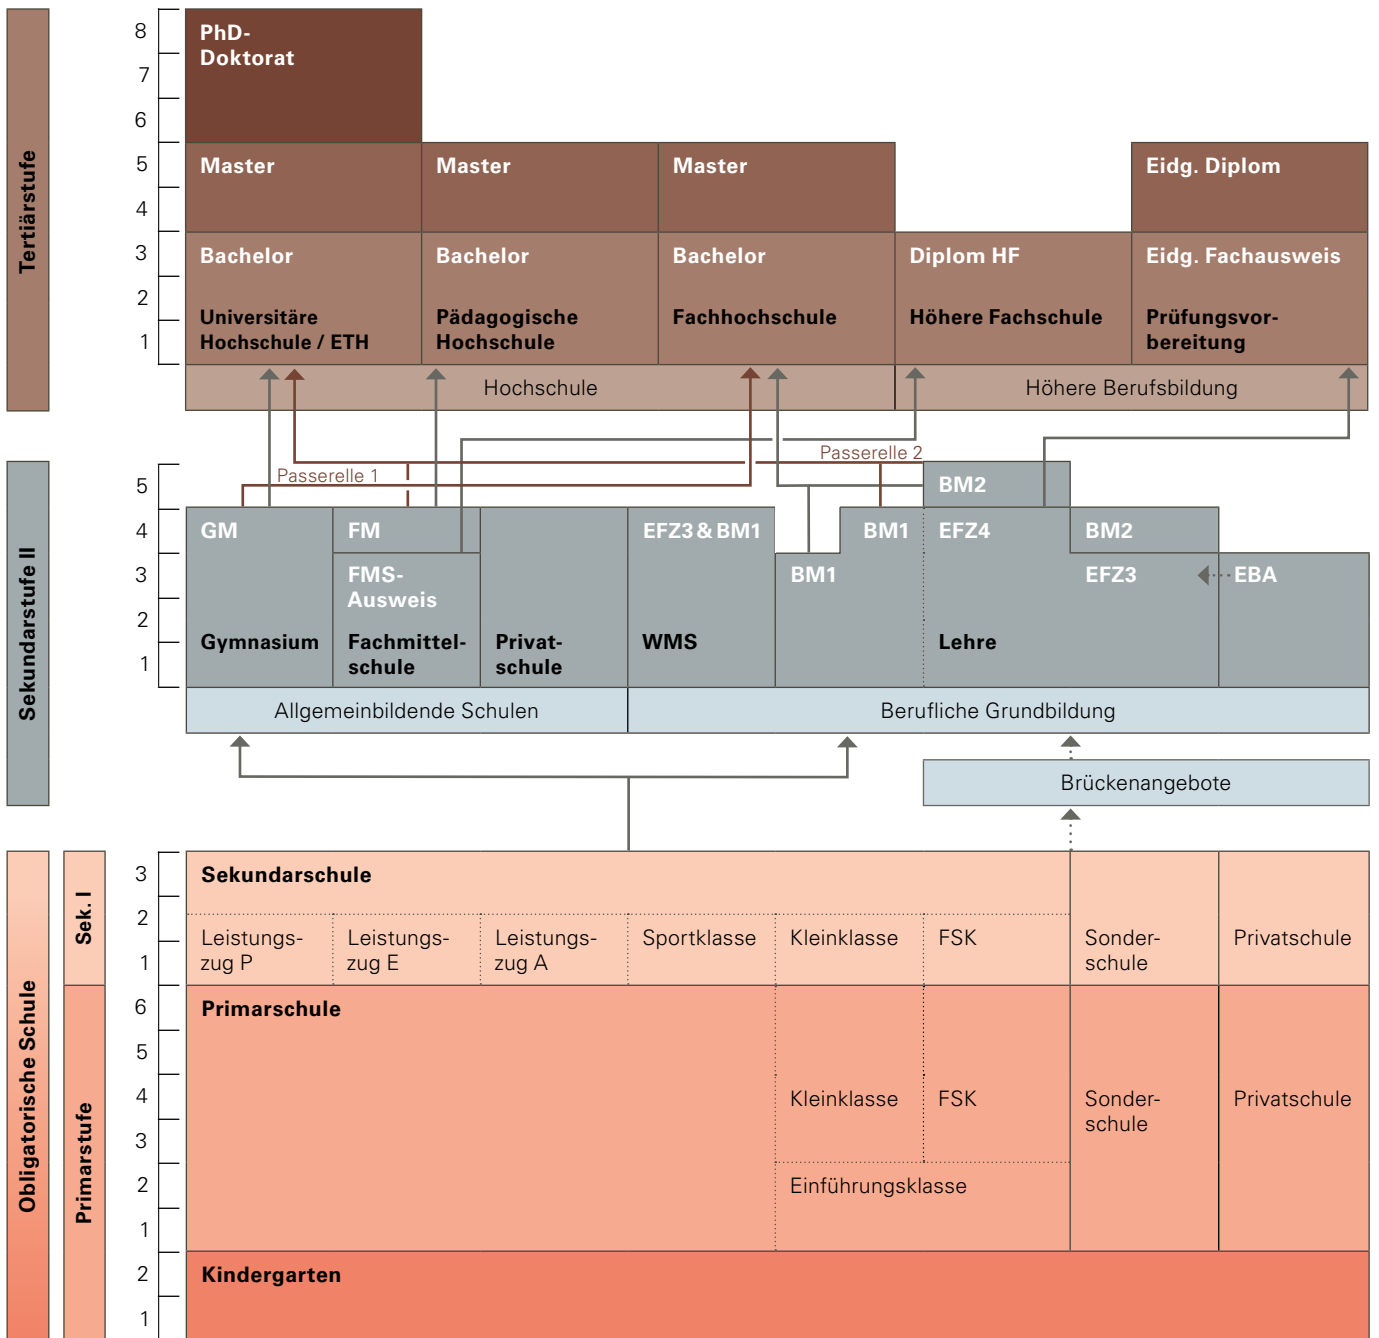 Tertiärstufe
8
7
6
5
4
3
2
1
PhD-
Doktorat
Master
Master
Master
Eidg. Diplom
Bachelor
Bachelor
Bachelor
Diplom HF
Eidg. Fachausweis
Universitäre
Hochschule / ETH
Pädagogische
Hochschule
Fachhochschule
Höhere Fachschule
Prüfungsvor-
bereitung
Hochschule
Höhere Berufsbildung
Passerelle 1
Passerelle 2
Sekundarstufe II
5
4
3
2
1
BM2
GM
FM
EFZ3 & BM1
BM1
EFZ4
BM2
FMS-
Ausweis
BM1
EFZ3
EBA
Gymnasium
Fachmittel-
schule
Privat-
schule
WMS
Lehre
Allgemeinbildende Schulen
Berufliche Grundbildung
Brückenangebote
Obligatorische Schule
Sek. I
3
2
1
Sekundarschule
Leistungs-
zug P
Leistungs-
zug E
Leistungs-
zug A
Sportklasse
Kleinklasse
FSK
Sonder-
schule
Privatschule
Primarstufe
6
5
4
3
2
1
2
1
Primarschule
Kleinklasse
FSK
Sonder-
schule
Privatschule
Einführungsklasse
Kindergarten